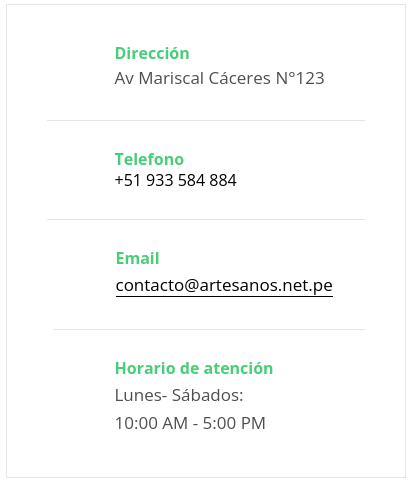 Dirección
Av Mariscal Cáceres N°123
Telefono
+51 933 584 884
Email
contacto@artesanos.net.pe
Horario de atención
Lunes- Sábados:
10:00 AM - 5:00 PM